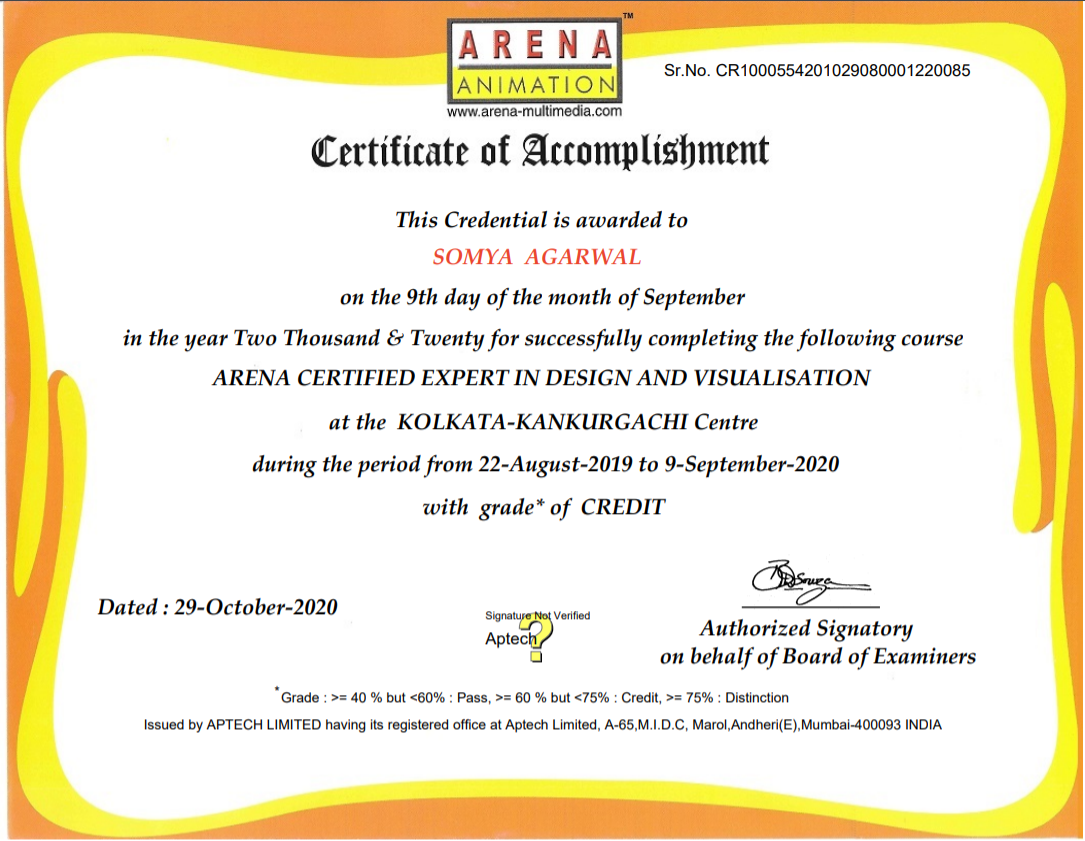 ARENA
TM
ANIMATION
www.arena-multimedia.com
Sr.No. CR1000554201029080001220085
Certificate of Accomplishment
This Credential is awarded to
SOMYA AGARWAL
on the 9th day of the month of September
in the year Two Thousand & Twenty for successfully completing the following course
ARENA CERTIFIED EXPERT IN DESIGN AND VISUALISATION
at the KOLKATA-KANKURGACHI Centre
during the period from 22-August-2019 to 9-September-2020
with grade* of CREDIT
Dated : 29-October-2020
Signature Not Verified
Aptech
?
Authorized Signatory
on behalf of Board of Examiners
*Grade : >= 40 % but <60% : Pass, >= 60 % but <75% : Credit, >= 75% : Distinction
Issued by APTECH LIMITED having its registered office at Aptech Limited, A-65,M.I.D.C, Marol,Andheri(E),Mumbai-400093 INDIA